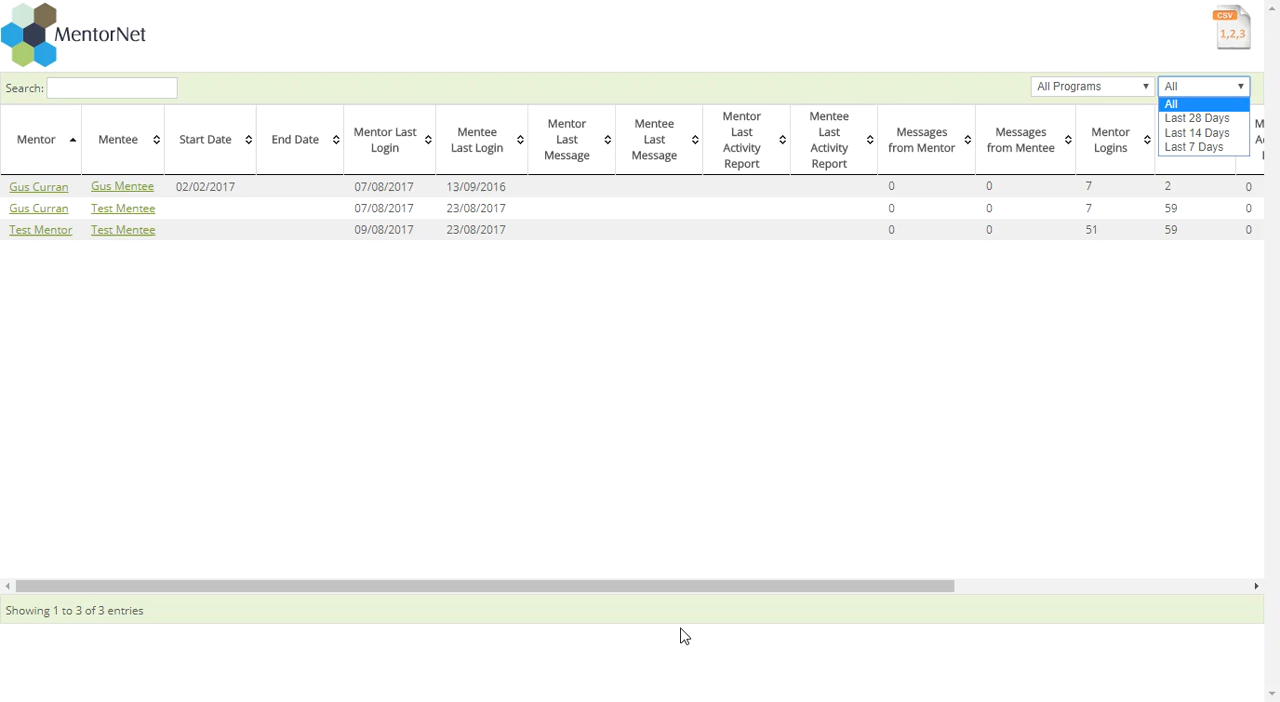 MentorNet
CSV
1,2,3
Search:
All Programs
All
All
Last 28 Days
Last 14 Days
Last 7 Days
Mentor
Mentee
Start Date
End Date
Mentor Last
Login
Mentee
Last Login
Mentor
Last
Message
Mentee
Last
Message
Mentor
Last
Activity
Report
Mentee
Last
Activity
Report
Messages
from Mentor
Messages
from Mentee
Mentor
Logins
Gus Curran Gus Mentee 02/02/2017 07/08/2017 13/09/2016 0 0 7 2 0
Gus Curran Test Mentee 07/08/2017 23/08/2017 0 0 7 59 0
Test Mentor Test Mentee 09/08/2017 23/08/2017 0 0 51 59 0
Showing 1 to 3 of 3 entries